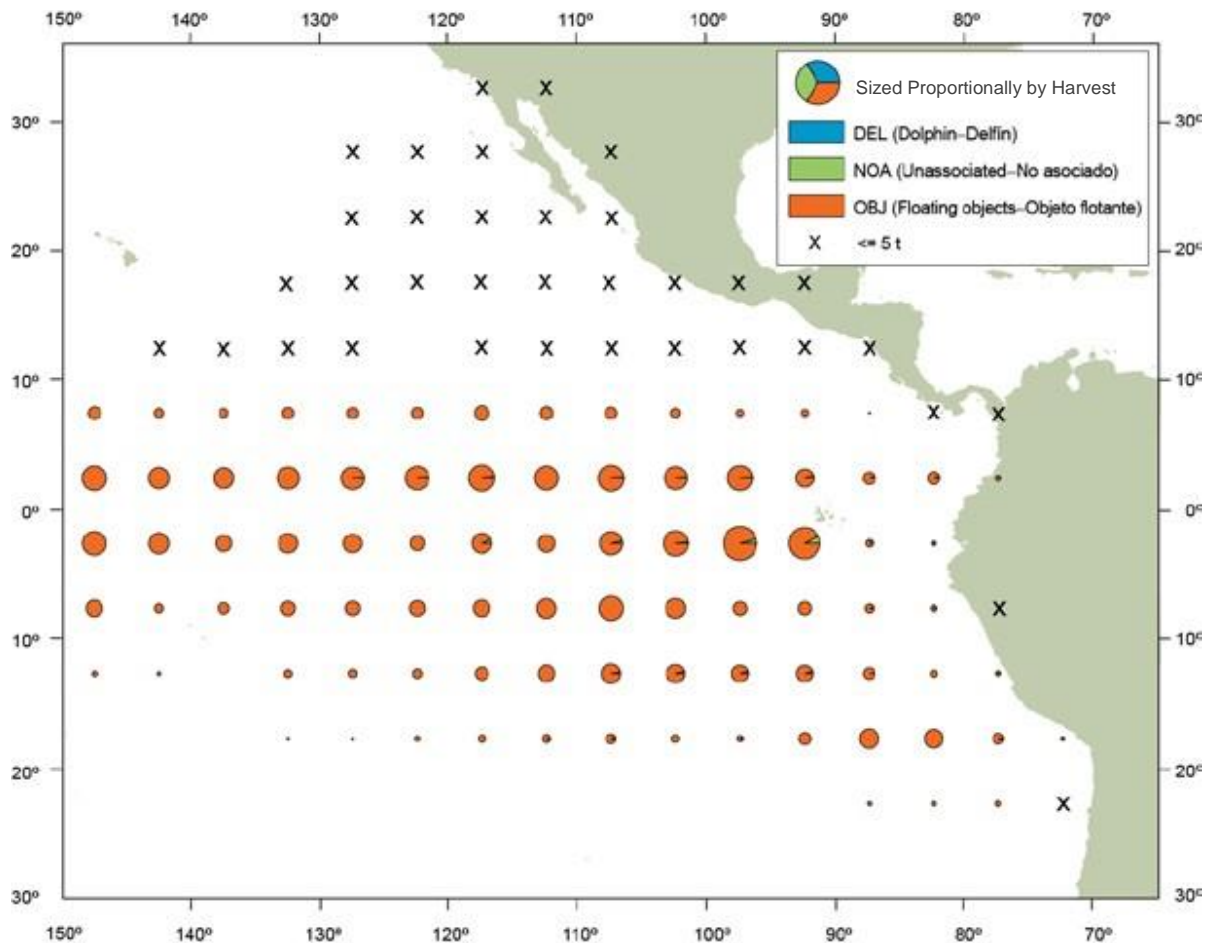 150º 140º 130º 120º 110º 100º 90º 80º 70º
Sized Proportionally by Harvest
DEL (Dolphin–Delfín)
NOA (Unassociated–No asociado)
OBJ (Floating objects–Objeto flotante)
X <= 5 t
X X
30º 30º
X X X X
X X X X X
20º 20º
X X X X X X X X X
X X X X X X X X X X X
10º 10º
X X
0º 0º
X
10º 10º
20º 20º
X
30º 30º
150º 140º 130º 120º 110º 100º 90º 80º 70º